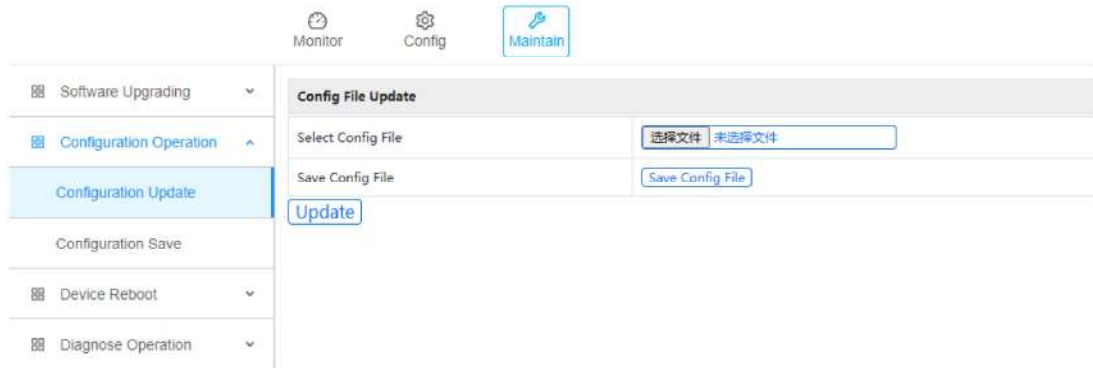 Monitor Config Maintain
Software Upgrading
Configuration Operation
Configuration Update
Configuration Save
Device Reboot
Diagnose Operation
Config File Update
Select Config File 选择文件 未选择文件
Save Config File Save Config File
Update